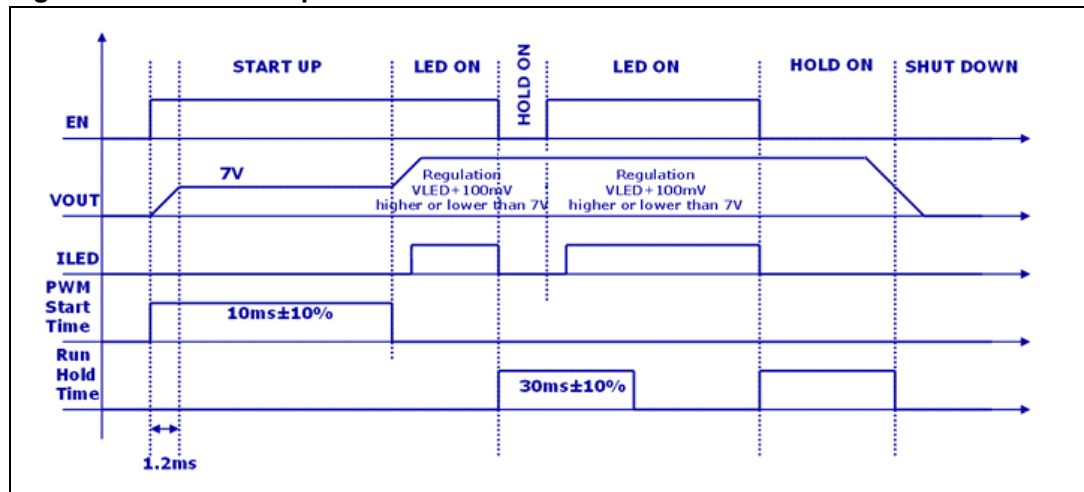 START UP
LED ON
HOLD ON
LED ON
HOLD ON
SHUT DOWN
EN
7V
VOUT
Regulation
VLED+100mV
higher or lower than 7V
Regulation
VLED+100mV
higher or lower than 7V
ILED
PWM
Start
Time
10ms±10%
Run
Hold
Time
30ms±10%
1.2ms